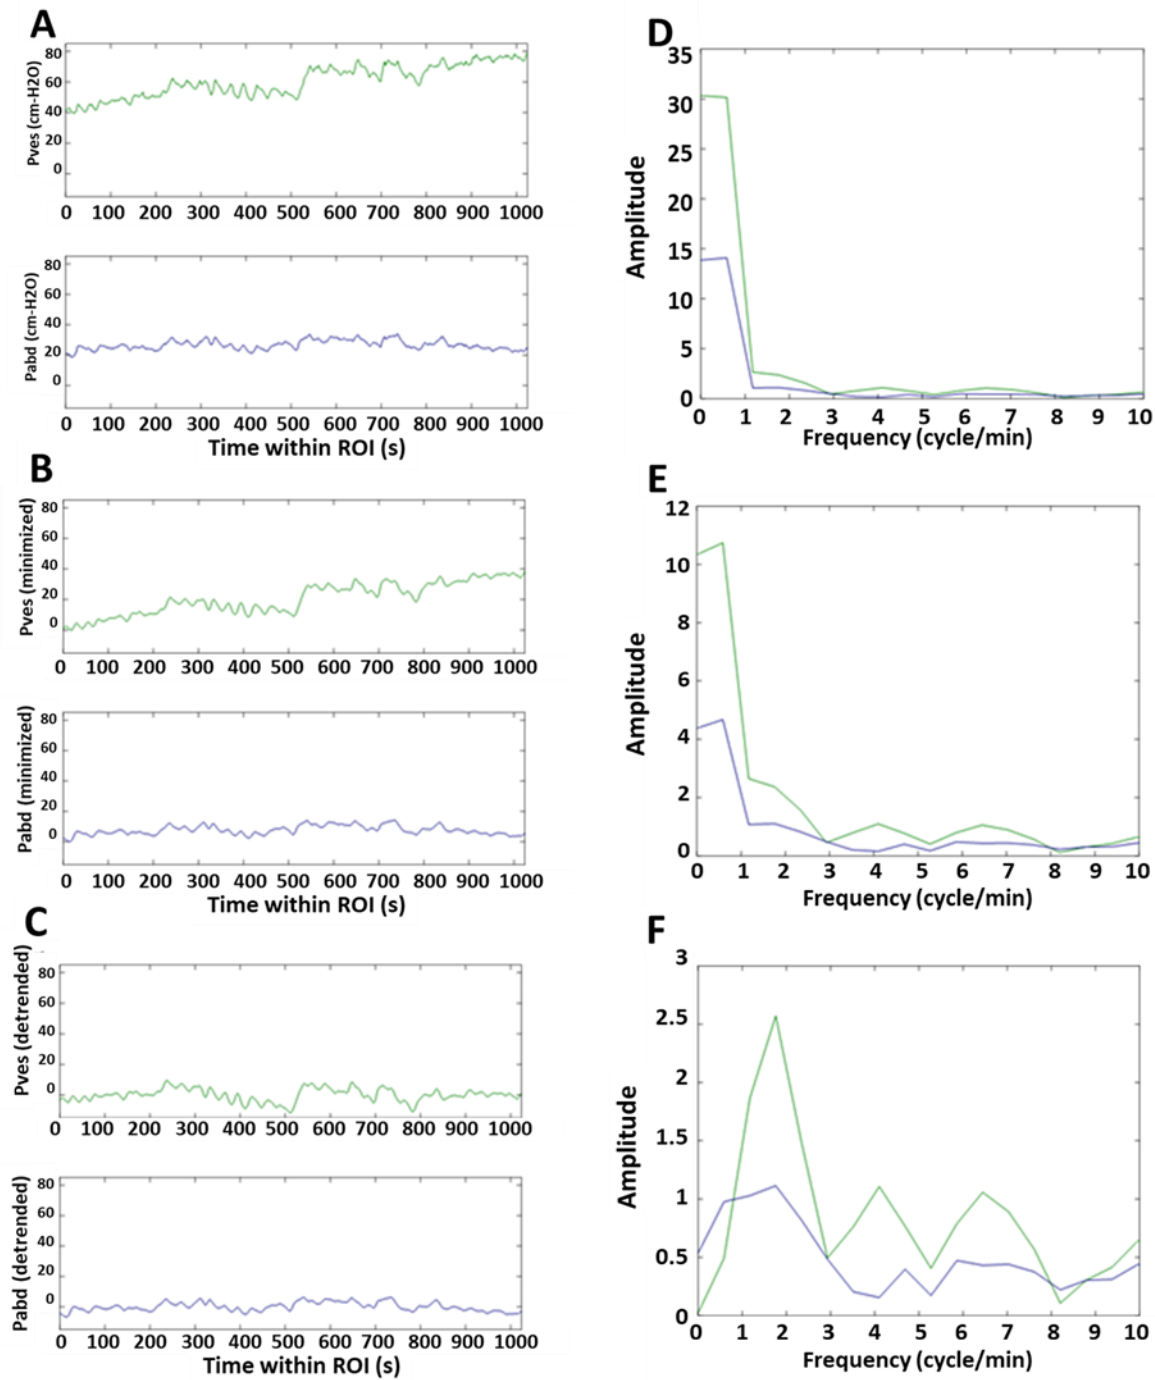 A
Pves (cm-H2O)
80
60
40
20
0
0 100 200 300 400 500 600 700 800 900 1000
Pabd (cm-H2O)
80
60
40
20
0
0 100 200 300 400 500 600 700 800 900 1000
Time within ROI (s)
B
Pves (minimized)
80
60
40
20
0
0 100 200 300 400 500 600 700 800 900 1000
Pabd (minimized)
80
60
40
20
0
0 100 200 300 400 500 600 700 800 900 1000
Time within ROI (s)
C
Pves (detrended)
80
60
40
20
0
0 100 200 300 400 500 600 700 800 900 1000
Pabd (detrended)
80
60
40
20
0
0 100 200 300 400 500 600 700 800 900 1000
Time within ROI (s)
D
Amplitude
35
30
25
20
15
10
5
0
0 1 2 3 4 5 6 7 8 9 10
Frequency (cycle/min)
E
Amplitude
12
10
8
6
4
2
0
0 1 2 3 4 5 6 7 8 9 10
Frequency (cycle/min)
F
Amplitude
3
2.5
2
1.5
1
0.5
0
0 1 2 3 4 5 6 7 8 9 10
Frequency (cycle/min)